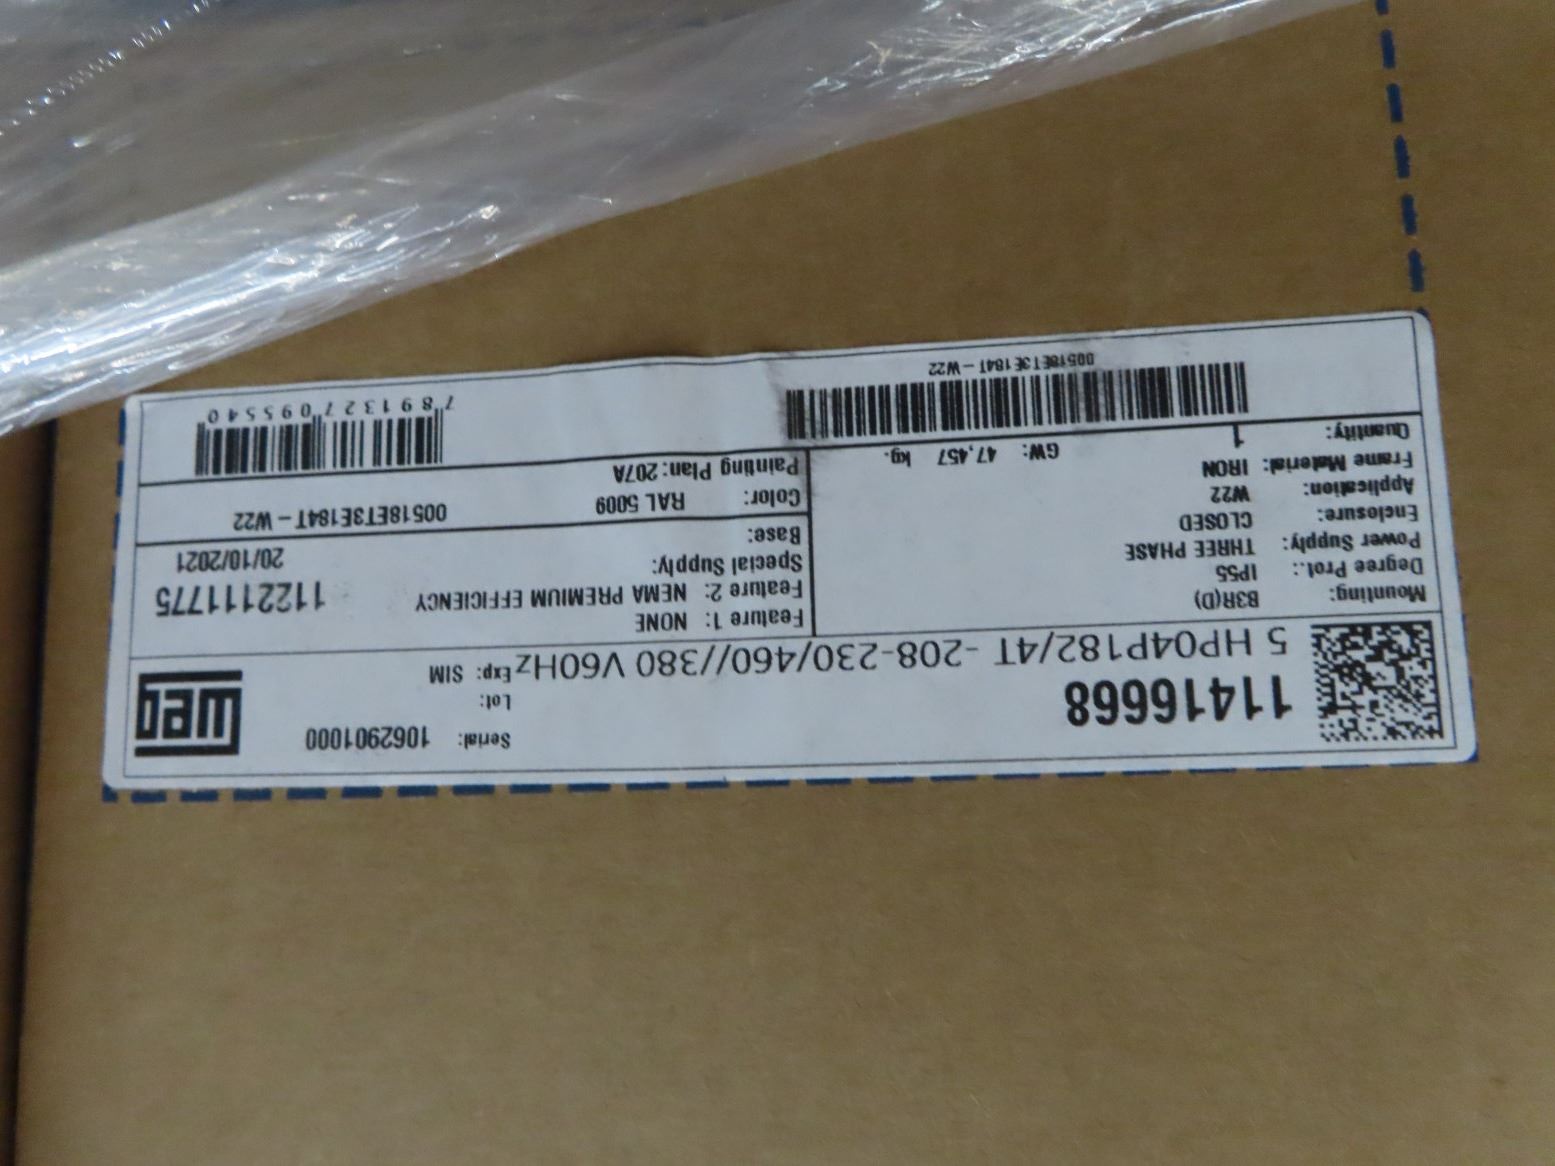 11416668
Serial: 1062901000
Lot:
weg
5 HP04P182/4T -208-230/460//380 V60Hz Exp: SIM
Mounting: B3R(D)
Degree Prot.: IP55
Power Supply: THREE PHASE
Enclosure: CLOSED
Application: W22
Frame Material: IRON
Quantity: 1 GW: 47,457 kg.
Feature 1: NONE
Feature 2: NEMA PREMIUM EFFICIENCY
Special Supply:
Base:
1122111775
20/10/2021
Color: RAL 5009
Painting Plan: 207A
00518ET3E184T-W22
00518ET3E184T-W22
7 891327 095540